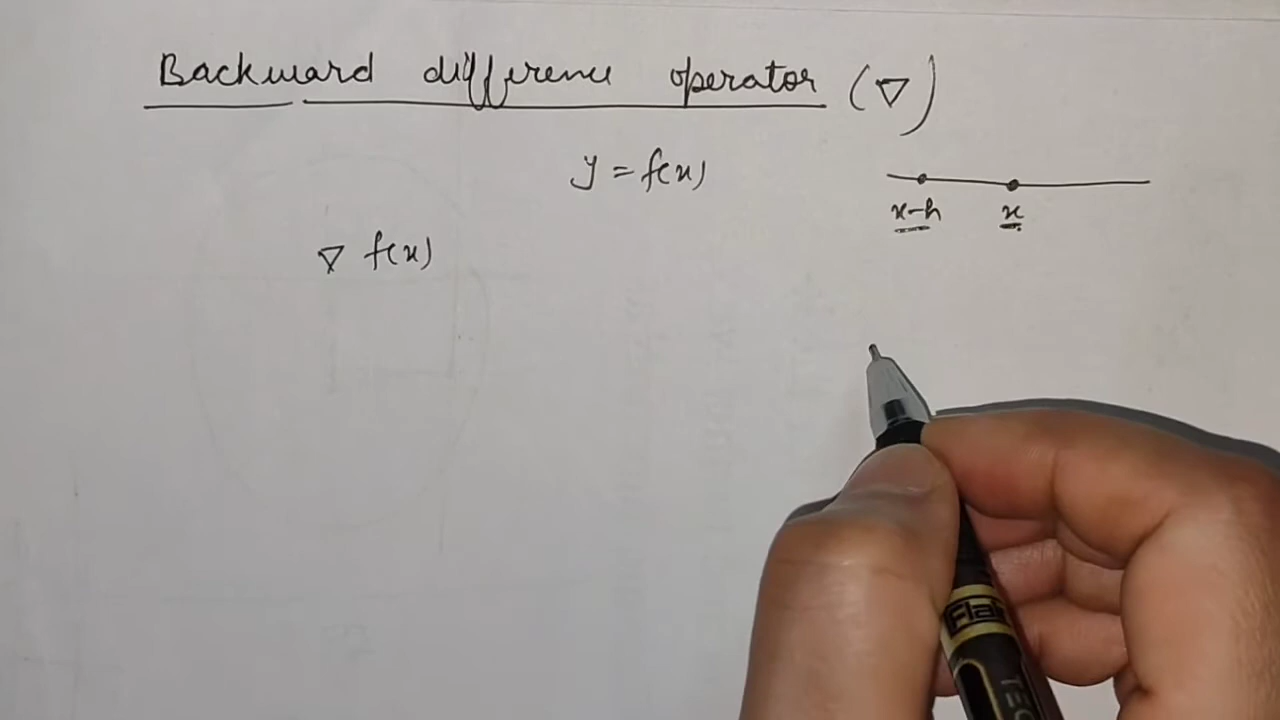 Backward difference operator (∇)
y = f(x)
x-h x
∇ f(x)